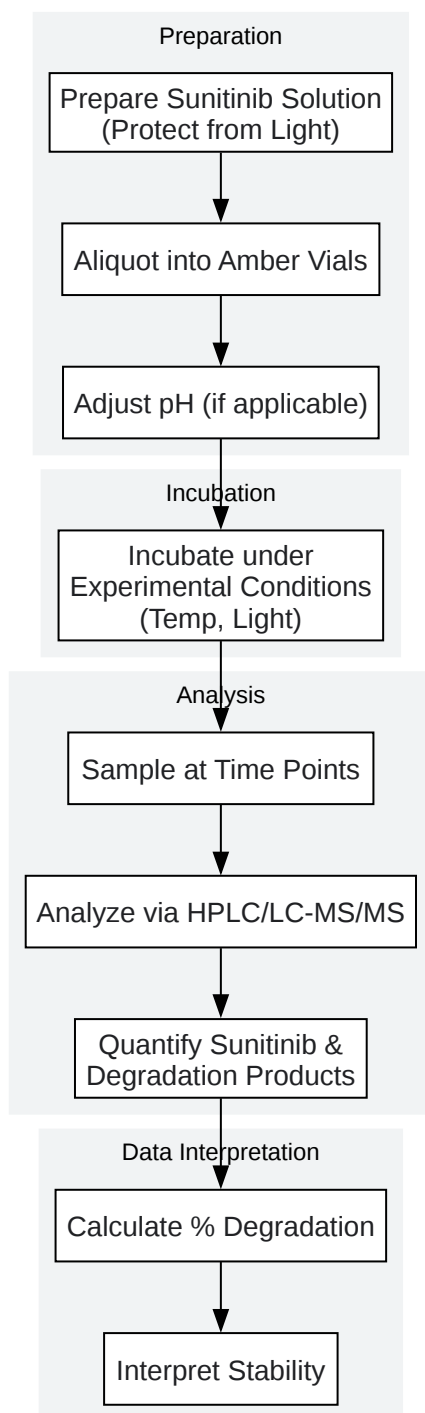 Preparation
Prepare Sunitinib Solution
(Protect from Light)
Aliquot into Amber Vials
Adjust pH (if applicable)
Incubation
Incubate under
Experimental Conditions
(Temp, Light)
Analysis
Sample at Time Points
Analyze via HPLC/LC-MS/MS
Quantify Sunitinib &
Degradation Products
Data Interpretation
Calculate % Degradation
Interpret Stability